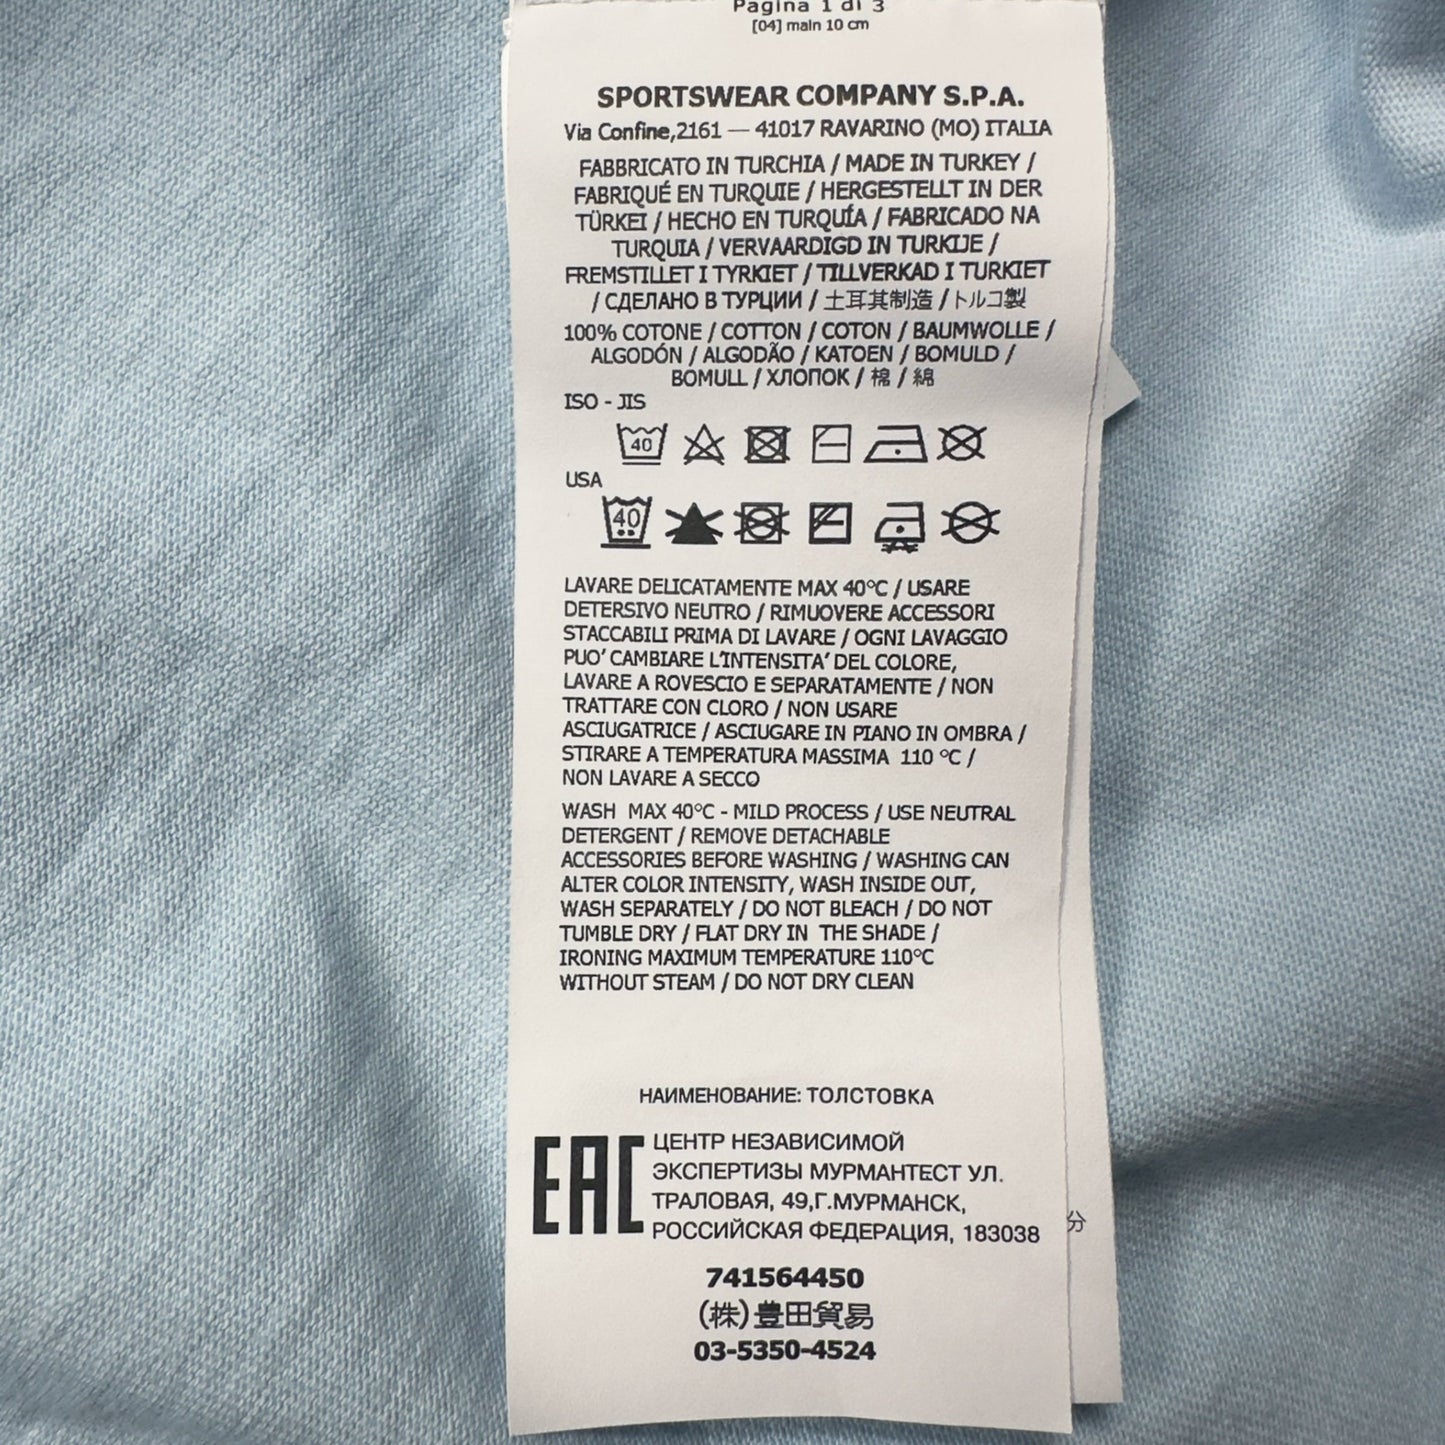 Pagina 1 di 3
[04] main 10 cm
SPORTSWEAR COMPANY S.P.A.
Via Confine,2161 — 41017 RAVARINO (MO) ITALIA
FABBRICATO IN TURCHIA / MADE IN TURKEY /
FABRIQUÉ EN TURQUIE / HERGESTELLT IN DER
TÜRKEI / HECHO EN TURQUÍA / FABRICADO NA
TURQUIA / VERVAARDIGD IN TURKIJE /
FREMSTILLET I TYRKIET / TILLVERKAD I TURKIET
/ СДЕЛАНО В ТУРЦИИ / 土耳其制造 / トルコ製
100% COTONE / COTTON / COTON / BAUMWOLLE /
ALGODÓN / ALGODÃO / KATOEN / BOMULD /
BOMULL / ХЛОПОК / 棉 / 綿
ISO - JIS
40
USA
40
LAVARE DELICATAMENTE MAX 40°C / USARE
DETERSIVO NEUTRO / RIMUOVERE ACCESSORI
STACCABILI PRIMA DI LAVARE / OGNI LAVAGGIO
PUO' CAMBIARE L'INTENSITA' DEL COLORE,
LAVARE A ROVESCIO E SEPARATAMENTE / NON
TRATTARE CON CLORO / NON USARE
ASCIUGATRICE / ASCIUGARE IN PIANO IN OMBRA /
STIRARE A TEMPERATURA MASSIMA 110 °C /
NON LAVARE A SECCO
WASH MAX 40°C - MILD PROCESS / USE NEUTRAL
DETERGENT / REMOVE DETACHABLE
ACCESSORIES BEFORE WASHING / WASHING CAN
ALTER COLOR INTENSITY, WASH INSIDE OUT,
WASH SEPARATELY / DO NOT BLEACH / DO NOT
TUMBLE DRY / FLAT DRY IN THE SHADE /
IRONING MAXIMUM TEMPERATURE 110°C
WITHOUT STEAM / DO NOT DRY CLEAN
НАИМЕНОВАНИЕ: ТОЛСТОВКА
EAC
ЦЕНТР НЕЗАВИСИМОЙ
ЭКСПЕРТИЗЫ МУРМАНТЕСТ УЛ.
ТРАЛОВАЯ, 49,Г.МУРМАНСК,
РОССИЙСКАЯ ФЕДЕРАЦИЯ, 183038
分
741564450
(株)豊田貿易
03-5350-4524